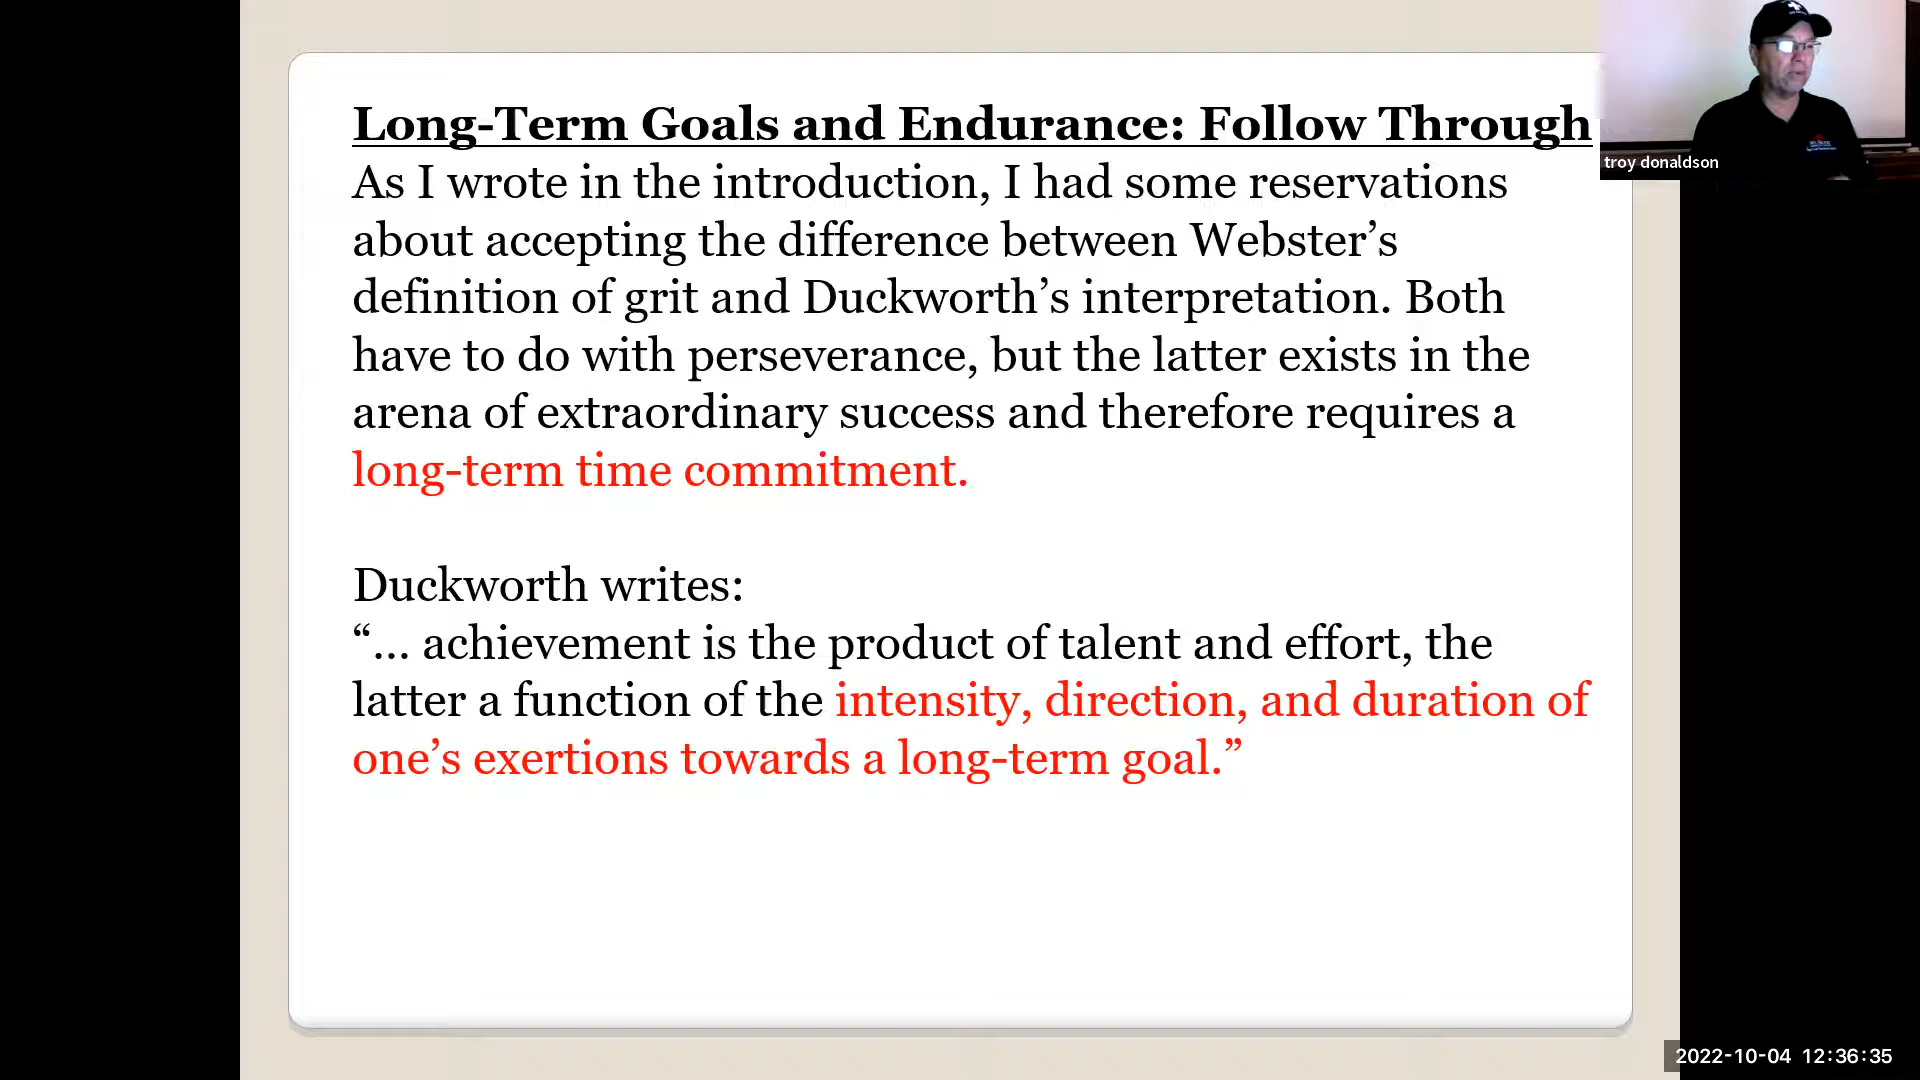 Long-Term Goals and Endurance: Follow Through
As I wrote in the introduction, I had some reservations
about accepting the difference between Webster’s
definition of grit and Duckworth’s interpretation. Both
have to do with perseverance, but the latter exists in the
arena of extraordinary success and therefore requires a
long-term time commitment.
Duckworth writes:
“... achievement is the product of talent and effort, the
latter a function of the intensity, direction, and duration of
one’s exertions towards a long-term goal.”
troy donaldson
2022-10-04 12:36:35